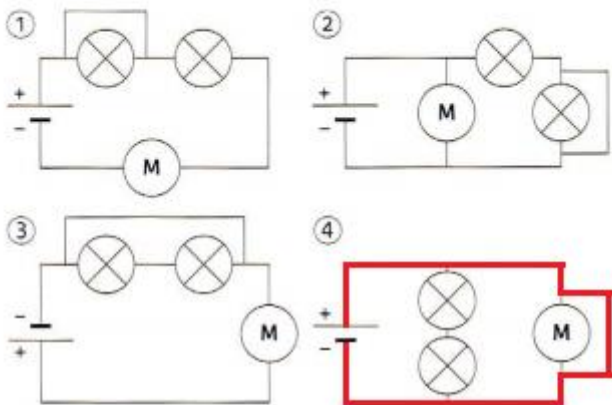 ① ②
+ +
− M −
M
③ ④
− +
+ M − M